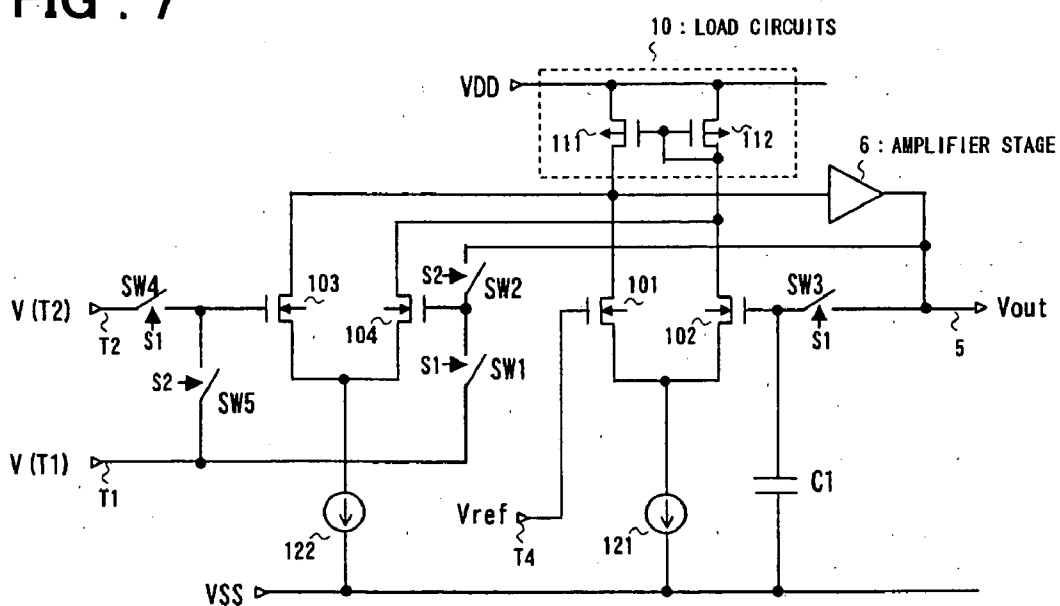 FIG . 7
10 : LOAD CIRCUITS
VDD
111
112
6 : AMPLIFIER STAGE
SW4
103
S2
SW2
101
SW3
V (T2)
T2
S1
104
102
S1
5
Vout
S2
SW5
S1
SW1
V (T1)
T1
C1
Vref
T4
122
121
VSS